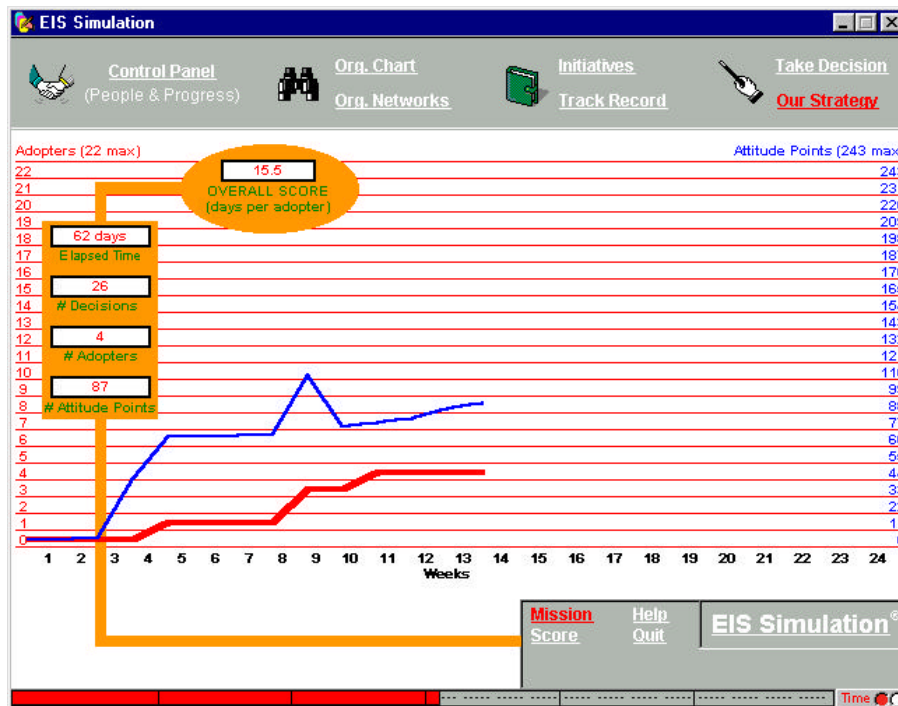 EIS Simulation
Control Panel
(People & Progress)
Org. Chart
Org. Networks
Initiatives
Track Record
Take Decision
Our Strategy
Adopters (22 max)
Attitude Points (243 max
15.5
OVERALL SCORE
(days per adopter)
62 days
Elapsed Time
26
# Decisions
4
# Adopters
87
# Attitude Points
22
21
20
19
18
17
16
15
14
13
12
11
10
9
8
7
6
5
4
3
2
1
0
1 2 3 4 5 6 7 8 9 10 11 12 13 14 15 16 17 18 19 20 21 22 23 24
Weeks
Mission
Help
Score
Quit
EIS Simulation®
Time